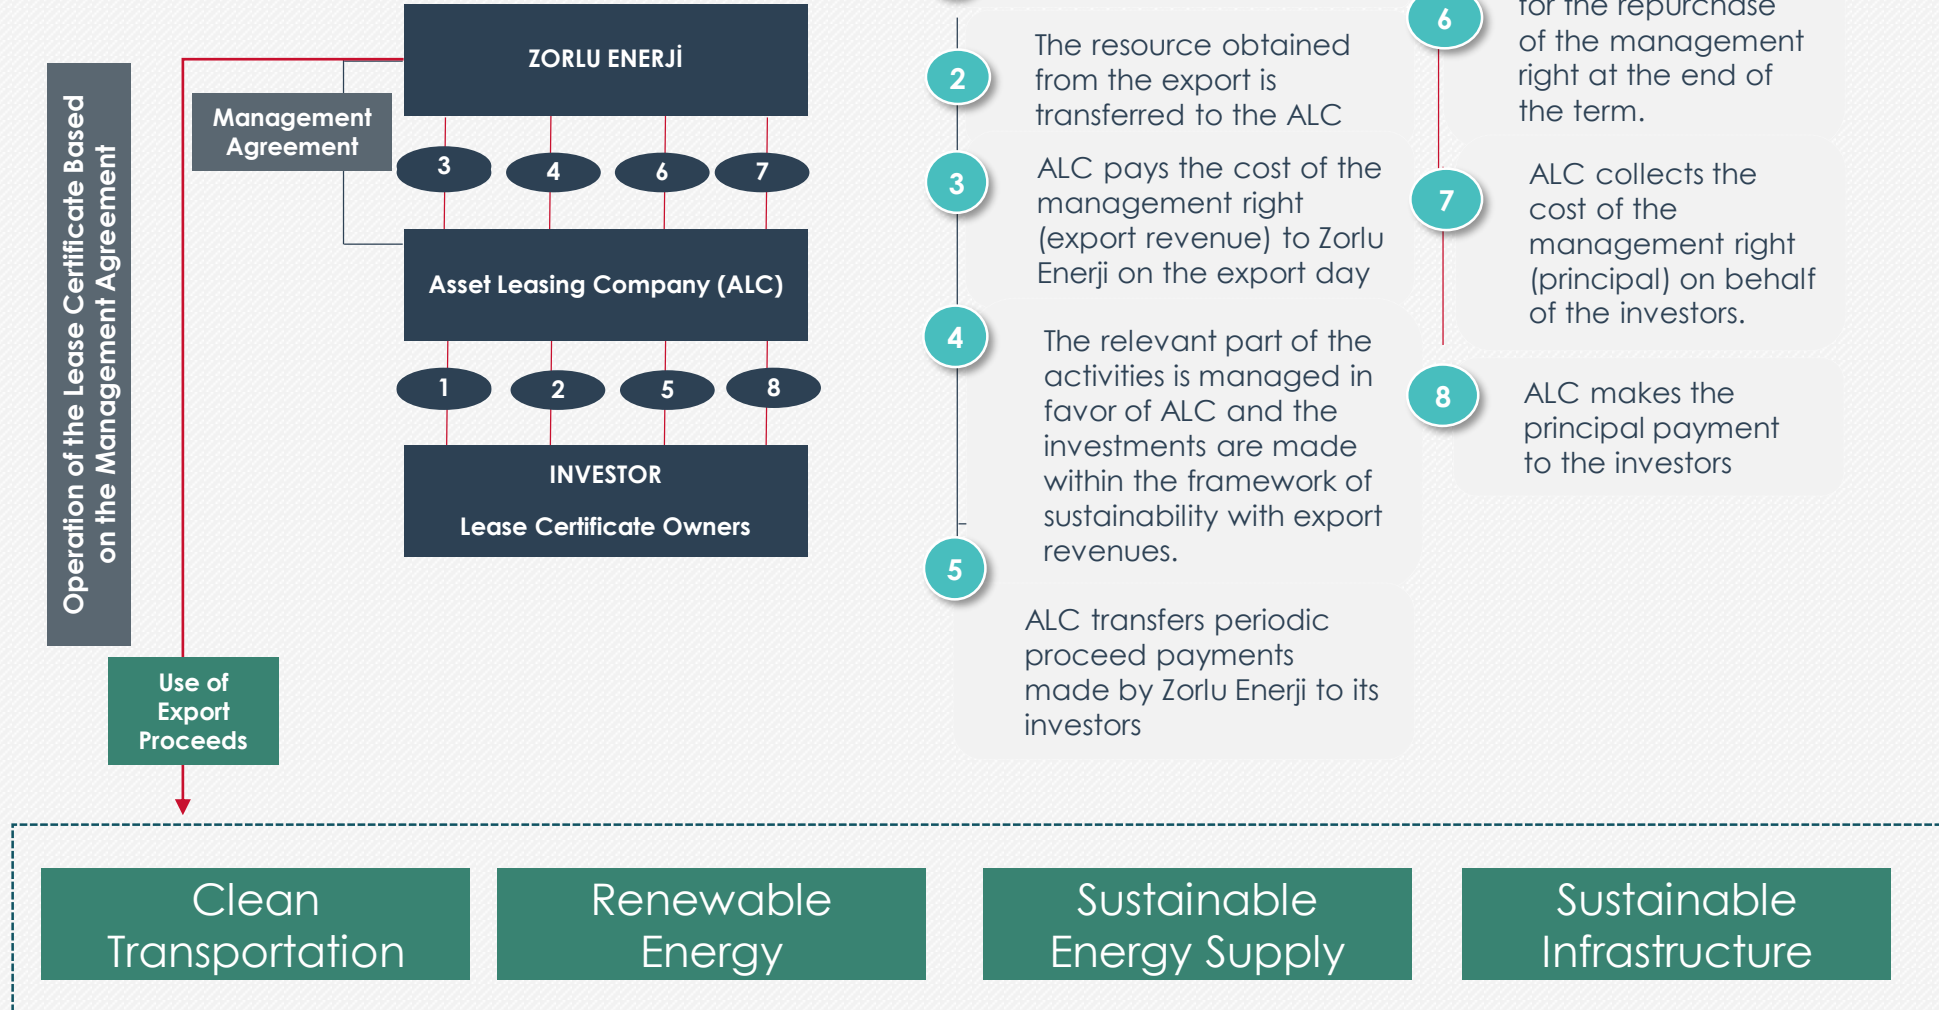 Operation of the Lease Certificate Based
on the Management Agreement
ZORLU ENERJİ
Management
Agreement
3
4
6
7
Asset Leasing Company (ALC)
1
2
5
8
INVESTOR
Lease Certificate Owners
Use of
Export
Proceeds
2
The resource obtained
from the export is
transferred to the ALC
3
ALC pays the cost of the
management right
(export revenue) to Zorlu
Enerji on the export day
4
The relevant part of the
activities is managed in
favor of ALC and the
investments are made
within the framework of
sustainability with export
revenues.
5
ALC transfers periodic
proceed payments
made by Zorlu Enerji to its
investors
6
for the repurchase
of the management
right at the end of
the term.
7
ALC collects the
cost of the
management right
(principal) on behalf
of the investors.
8
ALC makes the
principal payment
to the investors
Clean
Transportation
Renewable
Energy
Sustainable
Energy Supply
Sustainable
Infrastructure